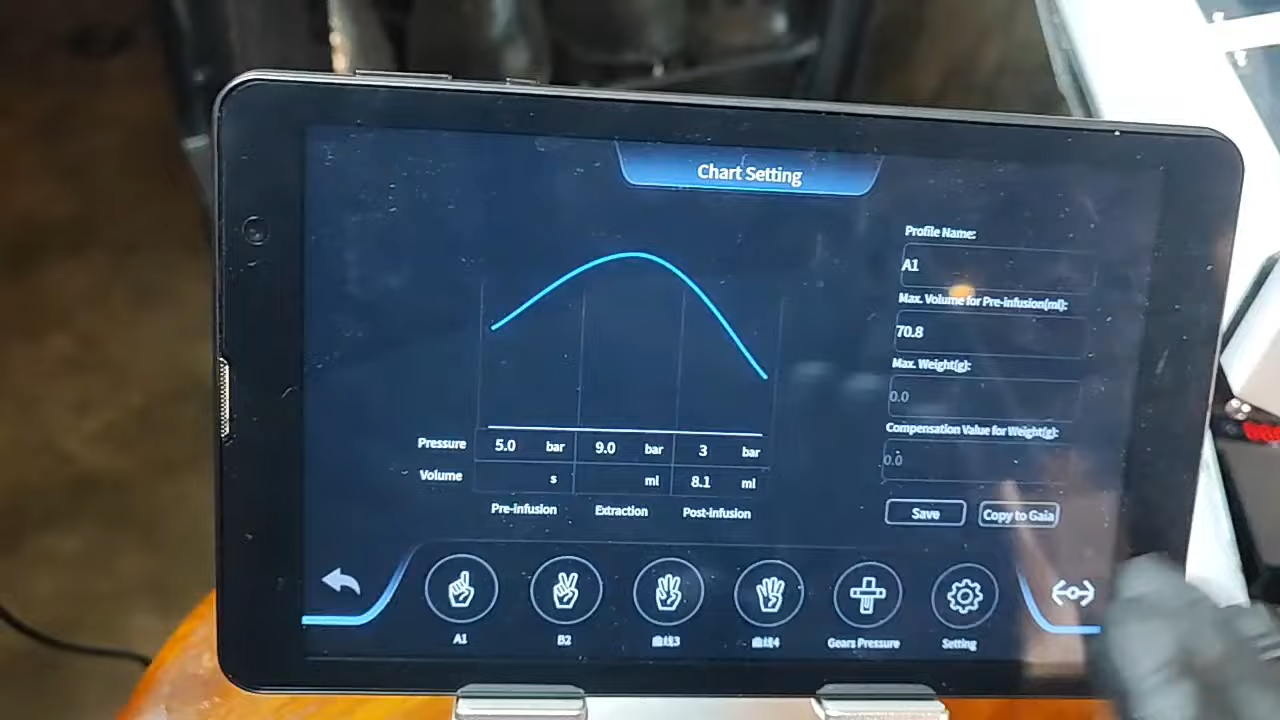 Chart Setting
Profile Name:
A1
Max. Volume for Pre-infusion(ml):
70.8
Max. Weight(g):
0.0
Compensation Value for Weight(g):
0.0
Pressure 5.0 bar 9.0 bar 3 bar
Volume s ml 8.1 ml
Pre-infusion Extraction Post-infusion
Save Copy to Gaia
A1 B2 曲线3 曲线4 Gears Pressure Setting